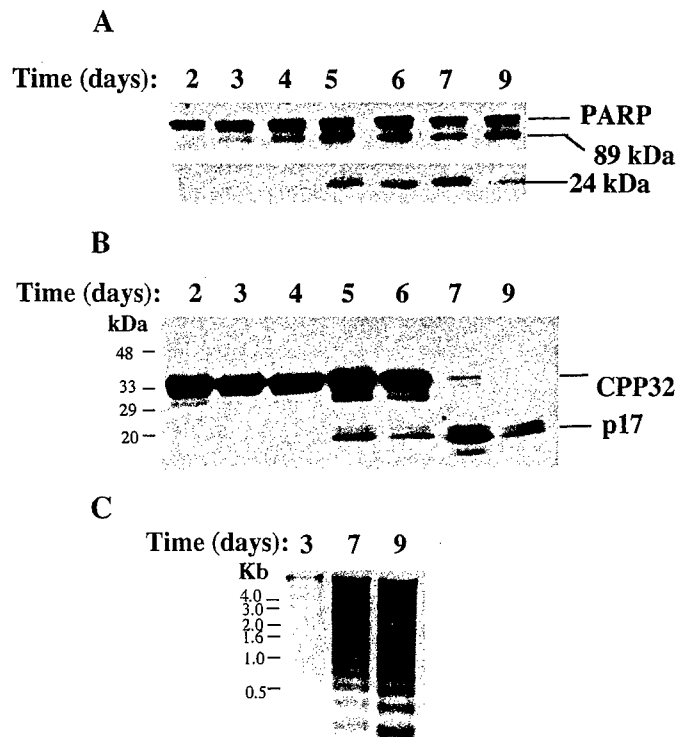 A
Time (days): 2 3 4 5 6 7 9
PARP
89 kDa
24 kDa
B
Time (days): 2 3 4 5 6 7 9
kDa
48
33
29
20
CPP32
p17
C
Time (days): 3 7 9
Kb
4.0
3.0
2.0
1.6
1.0
0.5